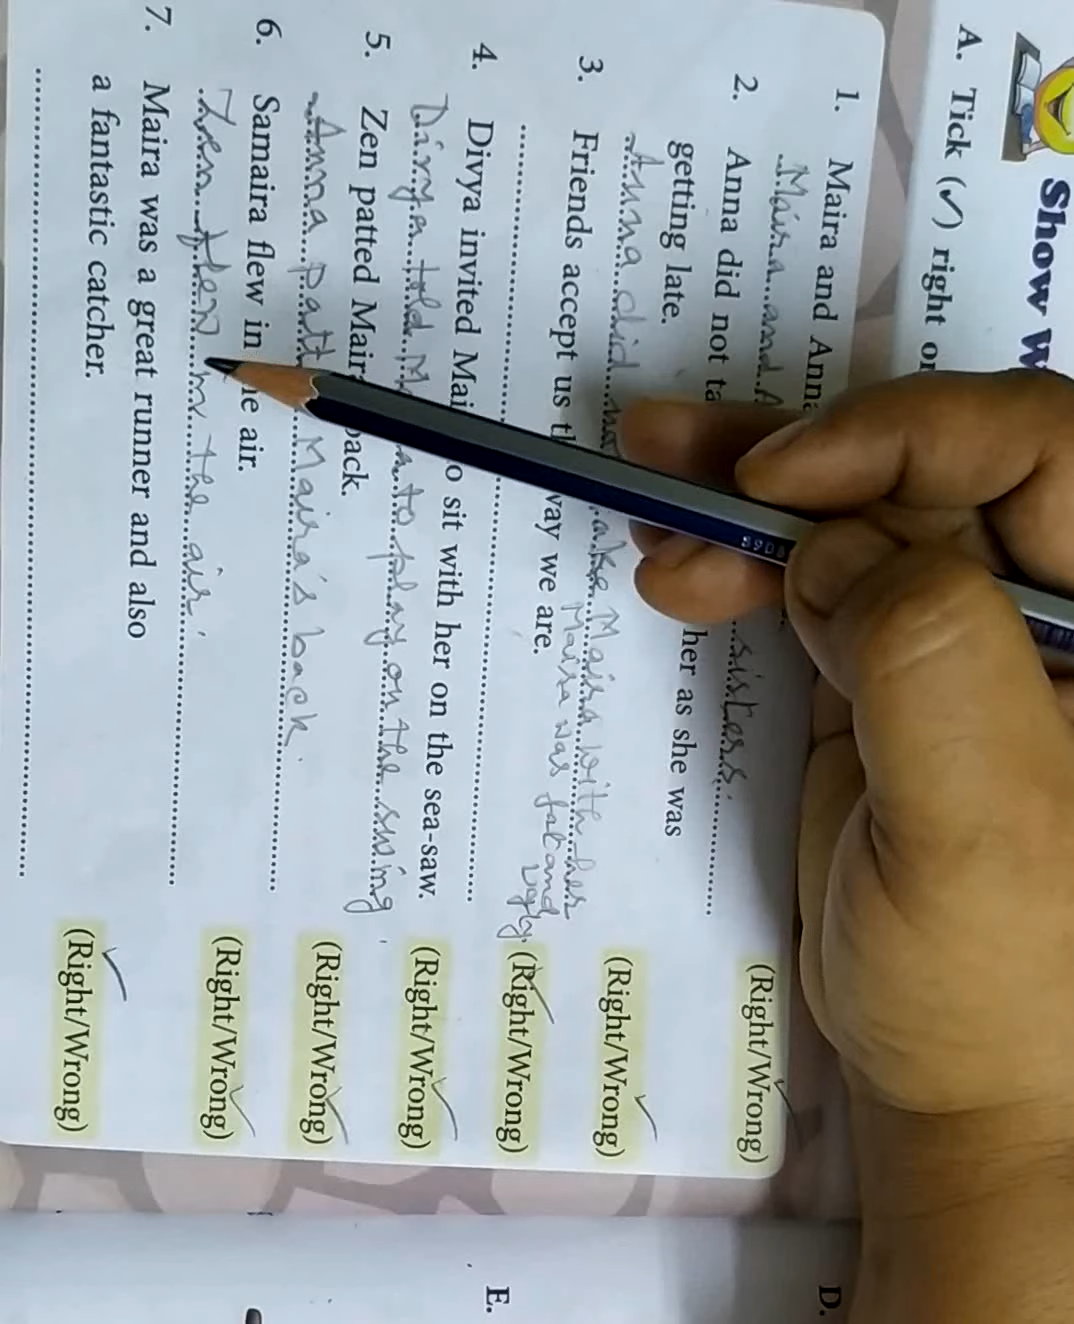 Show W
A. Tick (✓) right or
1. Maira and Anna
(Right/Wrong)
Maira and A sisters.
2. Anna did not ta her as she was
getting late.
(Right/Wrong)
Anna did not take Maira with her
3. Friends accept us th way we are.
(Right/Wrong)
Maira was fat and
ugly.
4. Divya invited Mai o sit with her on the sea-saw.
(Right/Wrong)
Divya told M a to play on the swing.
5. Zen patted Mair back.
(Right/Wrong)
Anna patt Maira's back.
6. Samaira flew in he air.
(Right/Wrong)
Zen flew in the air.
7. Maira was a great runner and also
a fantastic catcher.
(Right/Wrong)
D.
E.